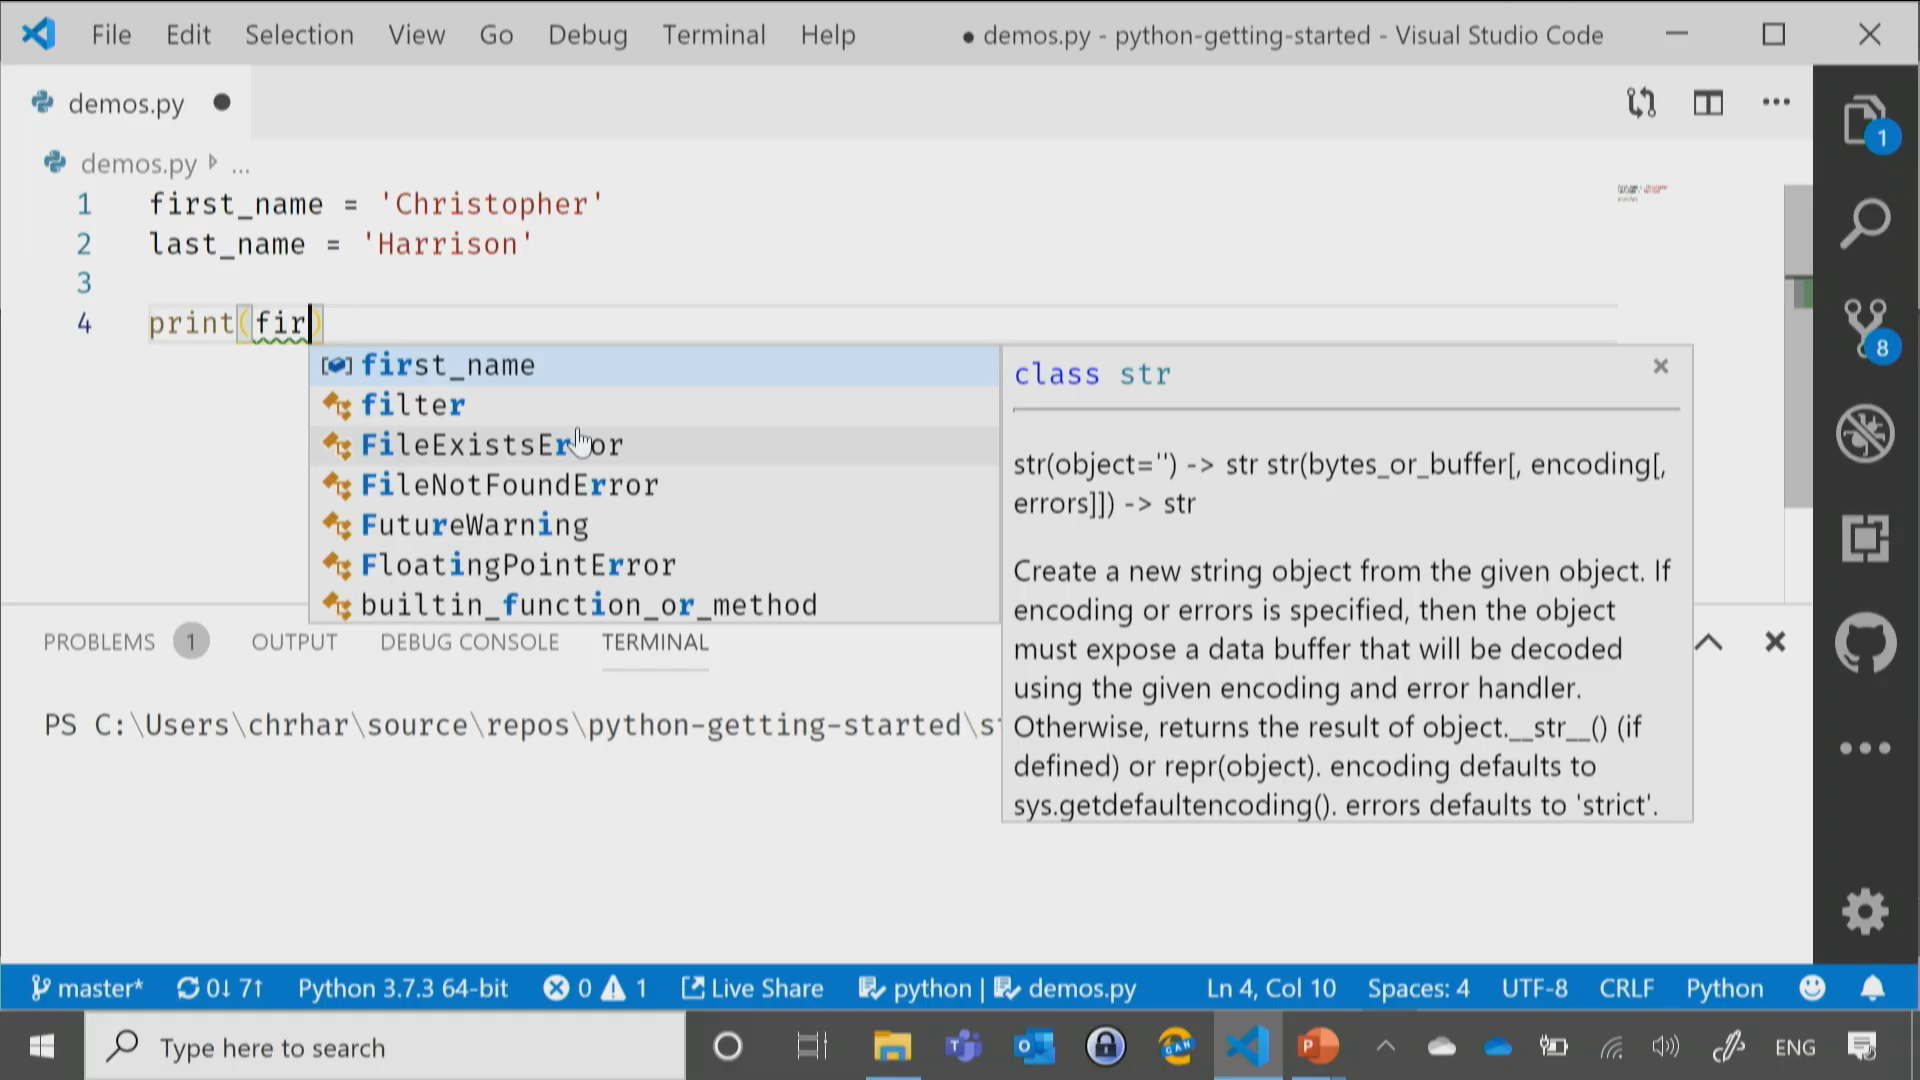 File Edit Selection View Go Debug Terminal Help ● demos.py - python-getting-started - Visual Studio Code
demos.py ●
demos.py ...
1 first_name = 'Christopher'
2 last_name = 'Harrison'
3
4 print(fir)
first_name
filter
FileExistsError
FileNotFoundError
FutureWarning
FloatingPointError
builtin_function_or_method
class str
str(object='') -> str str(bytes_or_buffer[, encoding[,
errors]]) -> str
Create a new string object from the given object. If
encoding or errors is specified, then the object
must expose a data buffer that will be decoded
using the given encoding and error handler.
Otherwise, returns the result of object.__str__() (if
defined) or repr(object). encoding defaults to
sys.getdefaultencoding(). errors defaults to 'strict'.
1
8
PROBLEMS 1 OUTPUT DEBUG CONSOLE TERMINAL
PS C:\Users\chrhar\source\repos\python-getting-started\
master* 0↓ 7↑ Python 3.7.3 64-bit 0 1 Live Share python | demos.py Ln 4, Col 10 Spaces: 4 UTF-8 CRLF Python
Type here to search
ENG